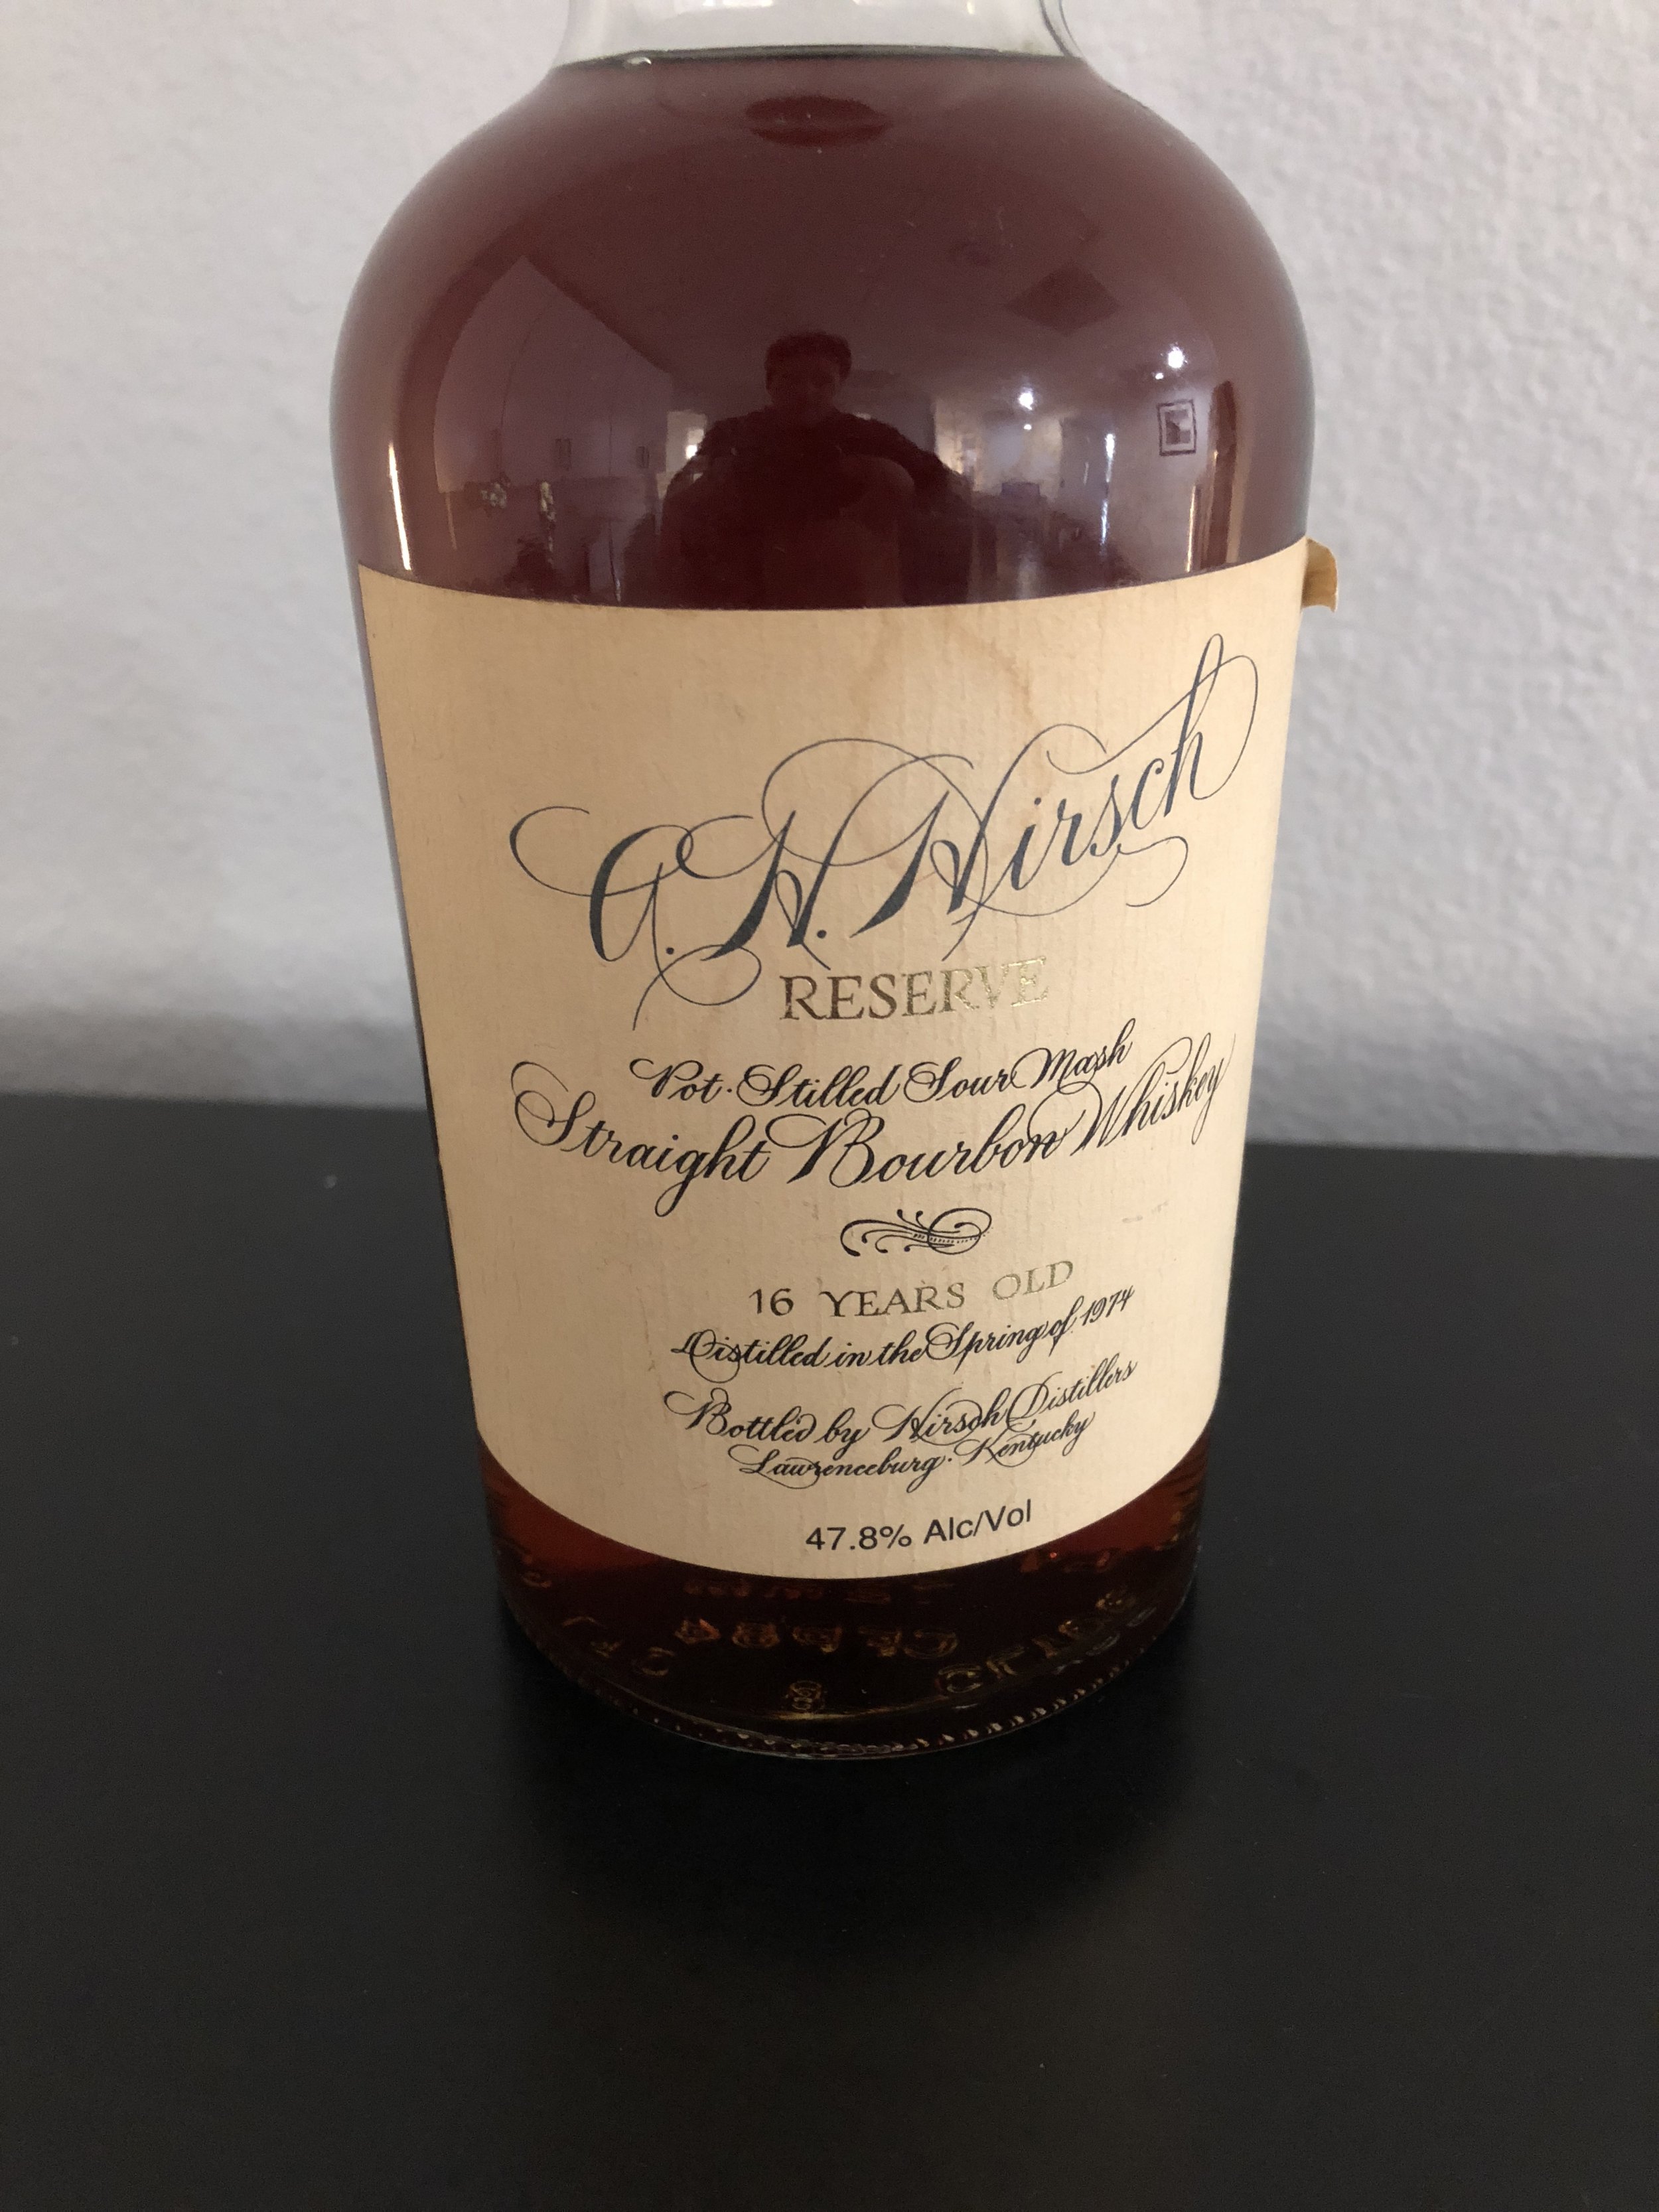 A. H. Hirsch
RESERVE
Pot-Stilled Sour Mash
Straight Bourbon Whiskey
16 YEARS OLD
Distilled in the Spring of 1974
Bottled by Hirsch Distillers
Lawrenceburg·Kentucky
47.8% Alc/Vol